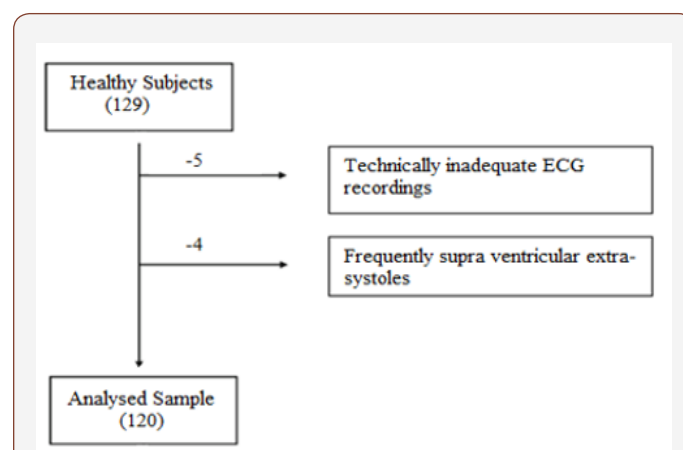 Healthy Subjects
(129)
-5
Technically inadequate ECG
recordings
-4
Frequently supra ventricular extra-
systoles
Analysed Sample
(120)